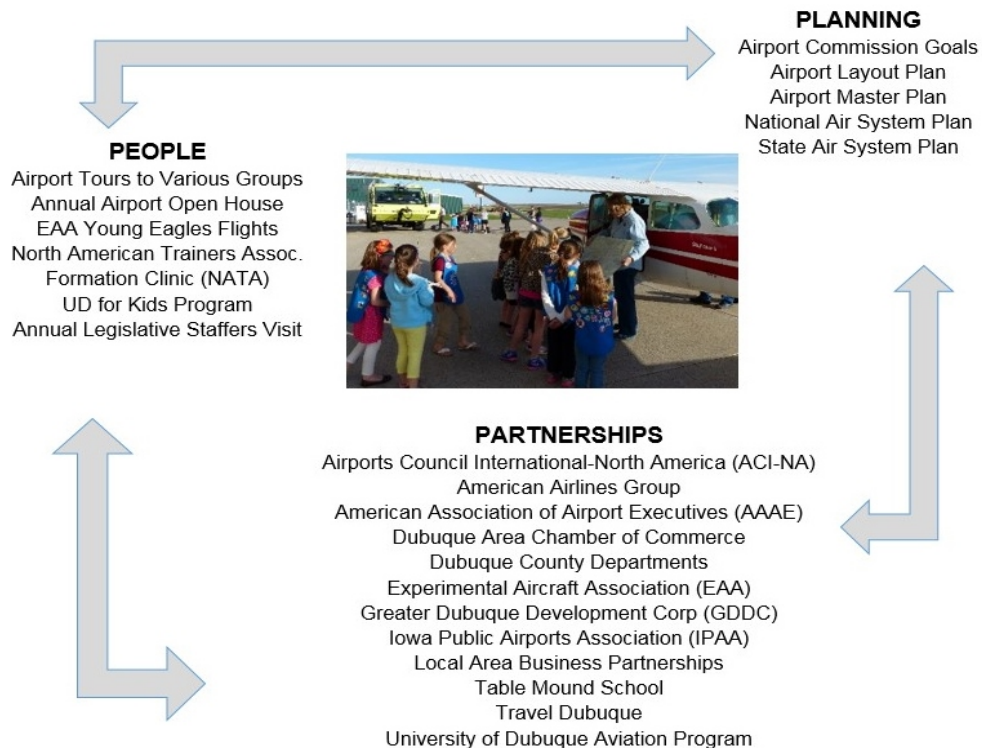 PLANNING
Airport Commission Goals
Airport Layout Plan
Airport Master Plan
National Air System Plan
State Air System Plan
PEOPLE
Airport Tours to Various Groups
Annual Airport Open House
EAA Young Eagles Flights
North American Trainers Assoc.
Formation Clinic (NATA)
UD for Kids Program
Annual Legislative Staffers Visit
PARTNERSHIPS
Airports Council International-North America (ACI-NA)
American Airlines Group
American Association of Airport Executives (AAAE)
Dubuque Area Chamber of Commerce
Dubuque County Departments
Experimental Aircraft Association (EAA)
Greater Dubuque Development Corp (GDDC)
Iowa Public Airports Association (IPAA)
Local Area Business Partnerships
Table Mound School
Travel Dubuque
University of Dubuque Aviation Program